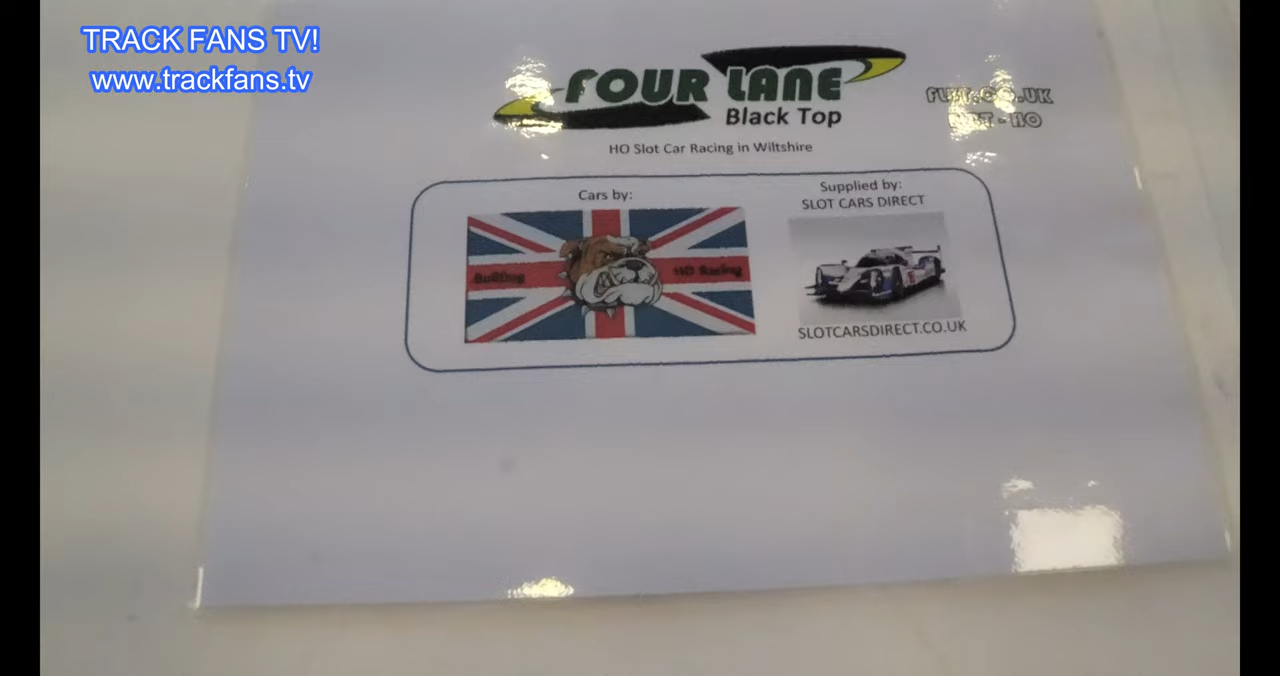 TRACK FANS TV!
www.trackfans.tv
FOUR LANE
Black Top
HO Slot Car Racing in Wiltshire
Cars by:
Bulldog
HO Racing
Supplied by:
SLOT CARS DIRECT
SLOTCARSDIRECT.CO.UK